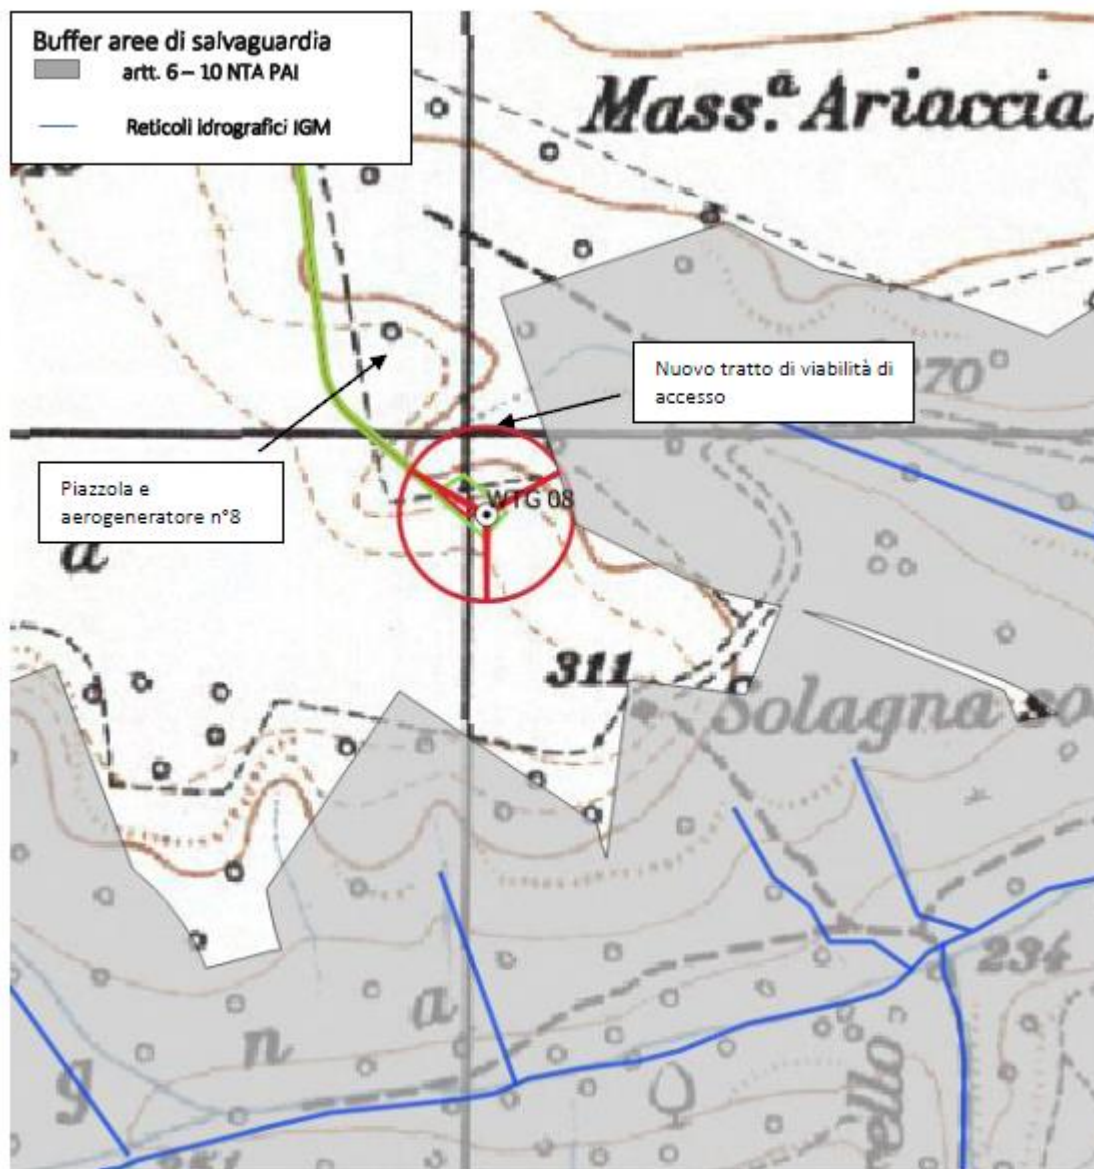 Buffer aree di salvaguardia
artt. 6 – 10 NTA PAI
Reticoli idrografici IGM
Mass.ª Ariaccia
270
Nuovo tratto di viabilità di
accesso
Piazzola e
aerogeneratore n°8
WTG 08
a
311
Solagna
234
a
n
g
ello